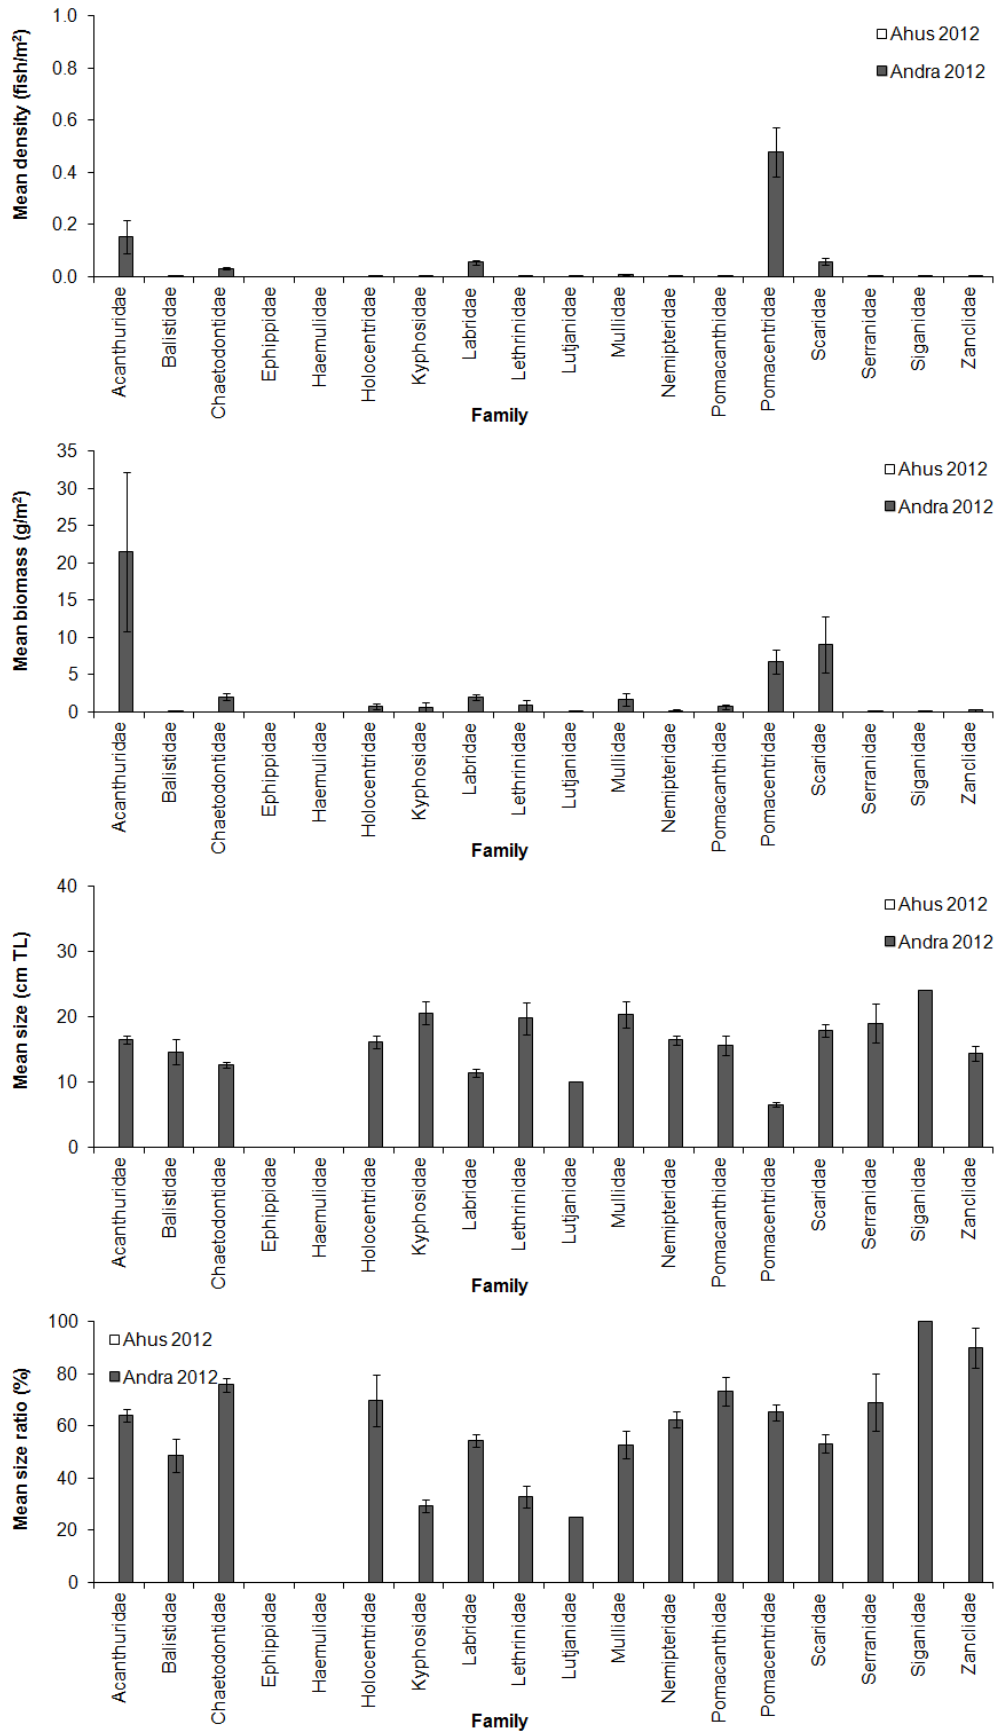 Mean density (fish/m²)
1.0
0.8
0.6
0.4
0.2
0.0
Ahus 2012
Andra 2012
Acanthuridae
Balistidae
Chaetodontidae
Ephippidae
Haemulidae
Holocentridae
Kyphosidae
Labridae
Lethrinidae
Lutjanidae
Mullidae
Nemipteridae
Pomacanthidae
Pomacentridae
Scaridae
Serranidae
Siganidae
Zanclidae
Family
Mean biomass (g/m²)
35
30
25
20
15
10
5
0
Ahus 2012
Andra 2012
Acanthuridae
Balistidae
Chaetodontidae
Ephippidae
Haemulidae
Holocentridae
Kyphosidae
Labridae
Lethrinidae
Lutjanidae
Mullidae
Nemipteridae
Pomacanthidae
Pomacentridae
Scaridae
Serranidae
Siganidae
Zanclidae
Family
Mean size (cm TL)
40
30
20
10
0
Ahus 2012
Andra 2012
Acanthuridae
Balistidae
Chaetodontidae
Ephippidae
Haemulidae
Holocentridae
Kyphosidae
Labridae
Lethrinidae
Lutjanidae
Mullidae
Nemipteridae
Pomacanthidae
Pomacentridae
Scaridae
Serranidae
Siganidae
Zanclidae
Family
Mean size ratio (%)
100
80
60
40
20
0
Ahus 2012
Andra 2012
Acanthuridae
Balistidae
Chaetodontidae
Ephippidae
Haemulidae
Holocentridae
Kyphosidae
Labridae
Lethrinidae
Lutjanidae
Mullidae
Nemipteridae
Pomacanthidae
Pomacentridae
Scaridae
Serranidae
Siganidae
Zanclidae
Family